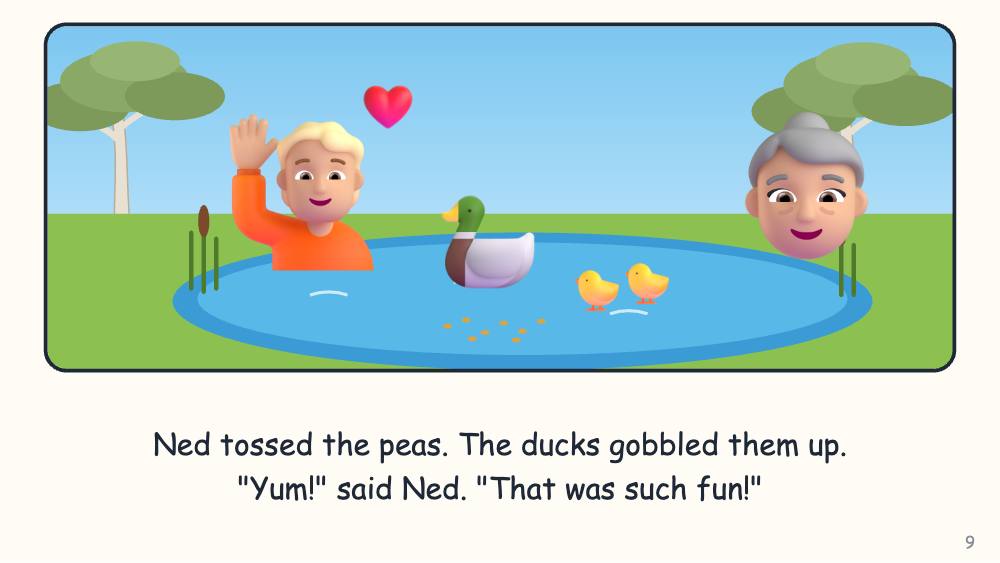 Ned tossed the peas. The ducks gobbled them up.
"Yum!" said Ned. "That was such fun!"
9